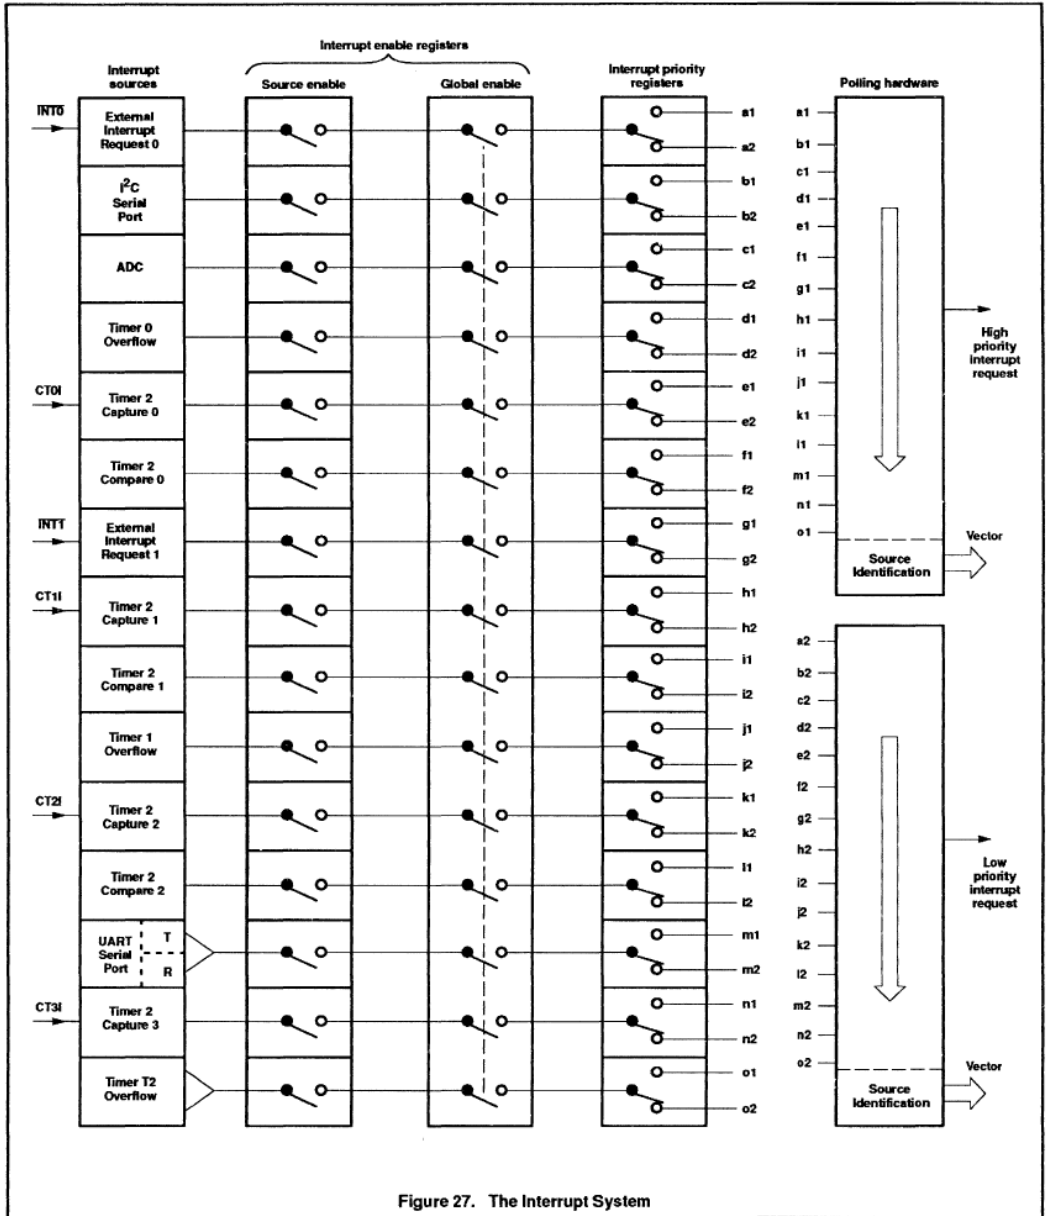 Interrupt enable registers
Interrupt
sources
Source enable
Global enable
Interrupt priority
registers
Polling hardware
INT0
External
Interrupt
Request 0
a1
a2
I2C
Serial
Port
b1
b2
ADC
c1
c2
Timer 0
Overflow
d1
d2
CT0I
Timer 2
Capture 0
e1
e2
Timer 2
Compare 0
f1
f2
INT1
External
Interrupt
Request 1
g1
g2
CT1I
Timer 2
Capture 1
h1
h2
Timer 2
Compare 1
i1
i2
Timer 1
Overflow
j1
j2
CT2I
Timer 2
Capture 2
k1
k2
Timer 2
Compare 2
l1
l2
UART
Serial
Port
T
R
m1
m2
CT3I
Timer 2
Capture 3
n1
n2
Timer T2
Overflow
o1
o2
a1
b1
c1
d1
e1
f1
g1
h1
i1
j1
k1
l1
m1
n1
o1
High
priority
interrupt
request
Source
Identification
Vector
a2
b2
c2
d2
e2
f2
g2
h2
i2
j2
k2
l2
m2
n2
o2
Low
priority
interrupt
request
Source
Identification
Vector
Figure 27. The Interrupt System